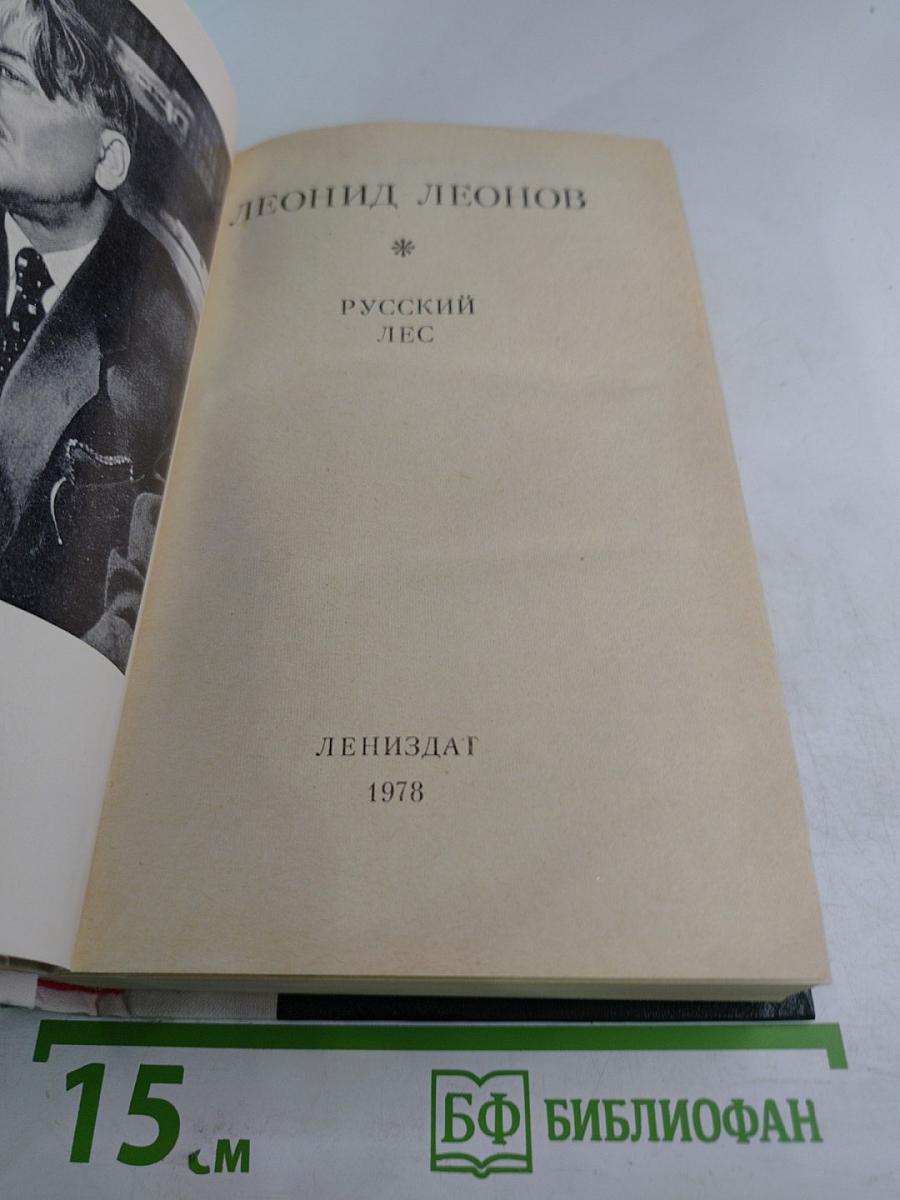 ЛЕОНИД ЛЕОНОВ
*
РУССКИЙ
ЛЕС
ЛЕНИЗДАТ
1978
15 см
БФ БИБЛИОФАН